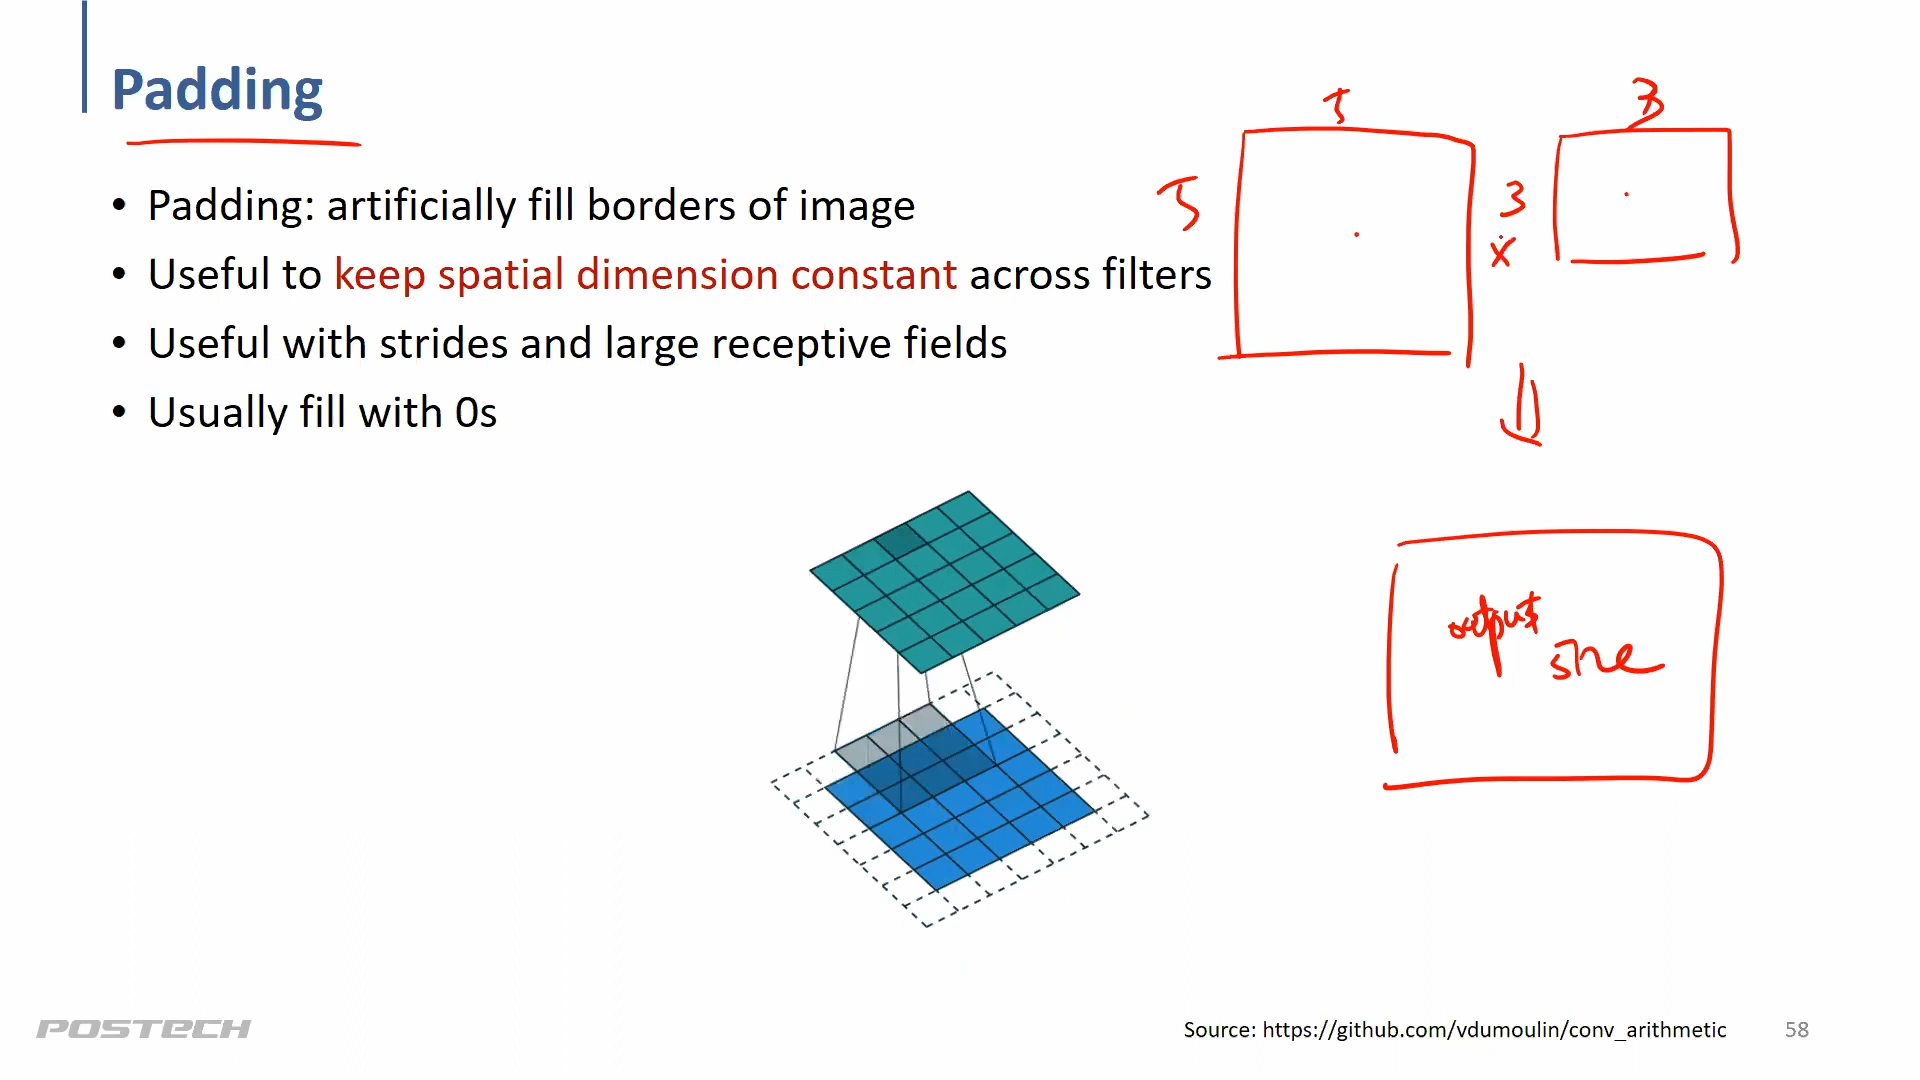 Padding
• Padding: artificially fill borders of image
• Useful to keep spatial dimension constant across filters
• Useful with strides and large receptive fields
• Usually fill with 0s
5
3
5
3
x
output
size
POSTECH
Source: https://github.com/vdumoulin/conv_arithmetic
58